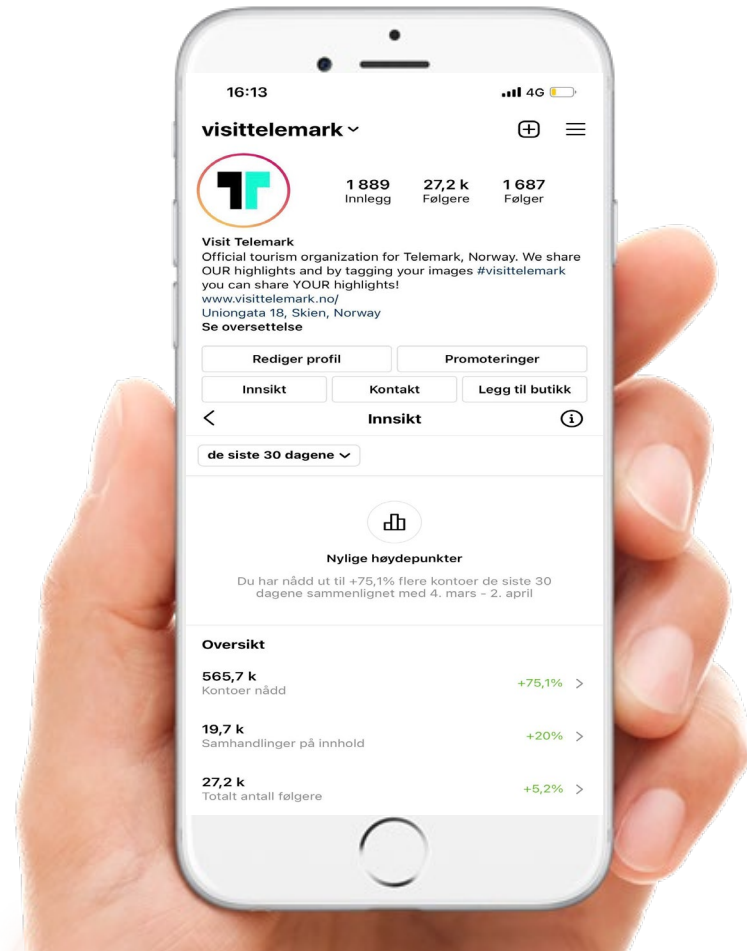 16:13
4G
visittelemark
1 889 27,2 k 1 687
Innlegg Følgere Følger
Visit Telemark
Official tourism organization for Telemark, Norway. We share
OUR highlights and by tagging your images #visittelemark
you can share YOUR highlights!
www.visittelemark.no/
Uniongata 18, Skien, Norway
Se oversettelse
Rediger profil Promoteringer
Innsikt Kontakt Legg til butikk
Innsikt
de siste 30 dagene
Nylige høydepunkter
Du har nådd ut til +75,1% flere kontoer de siste 30
dagene sammenlignet med 4. mars - 2. april
Oversikt
565,7 k
Kontoer nådd
+75,1%
19,7 k
Samhandlinger på innhold
+20%
27,2 k
Totalt antall følgere
+5,2%